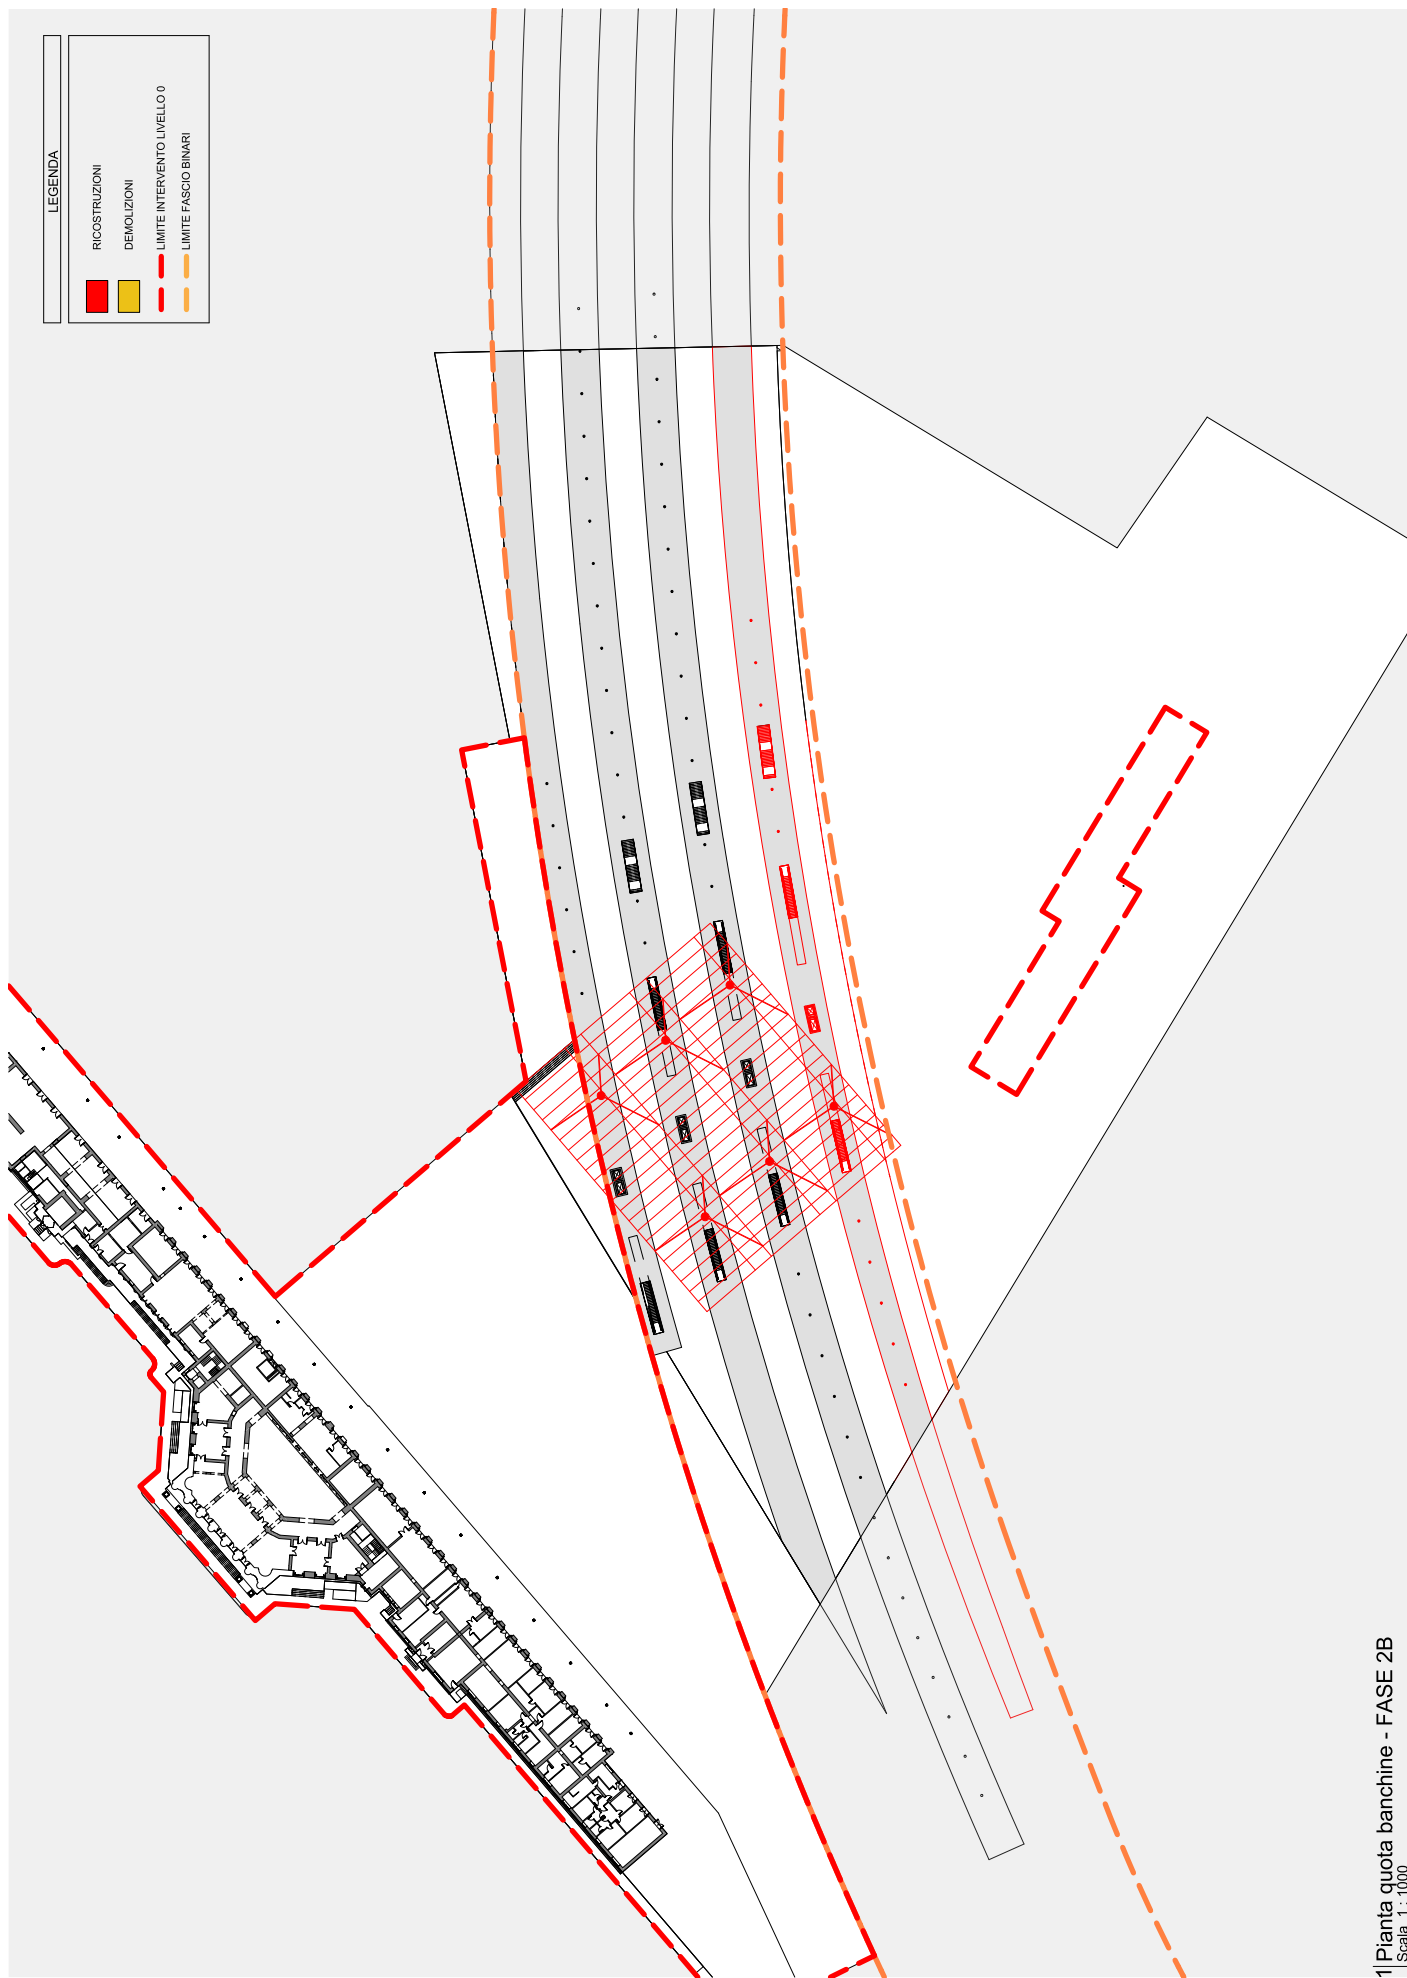 LEGENDA
RICOSTRUZIONI
DEMOLIZIONI
LIMITE INTERVENTO LIVELLO 0
LIMITE FASCIO BINARI
1 Pianta quota banchine - FASE 2B
Scala 1 : 1000